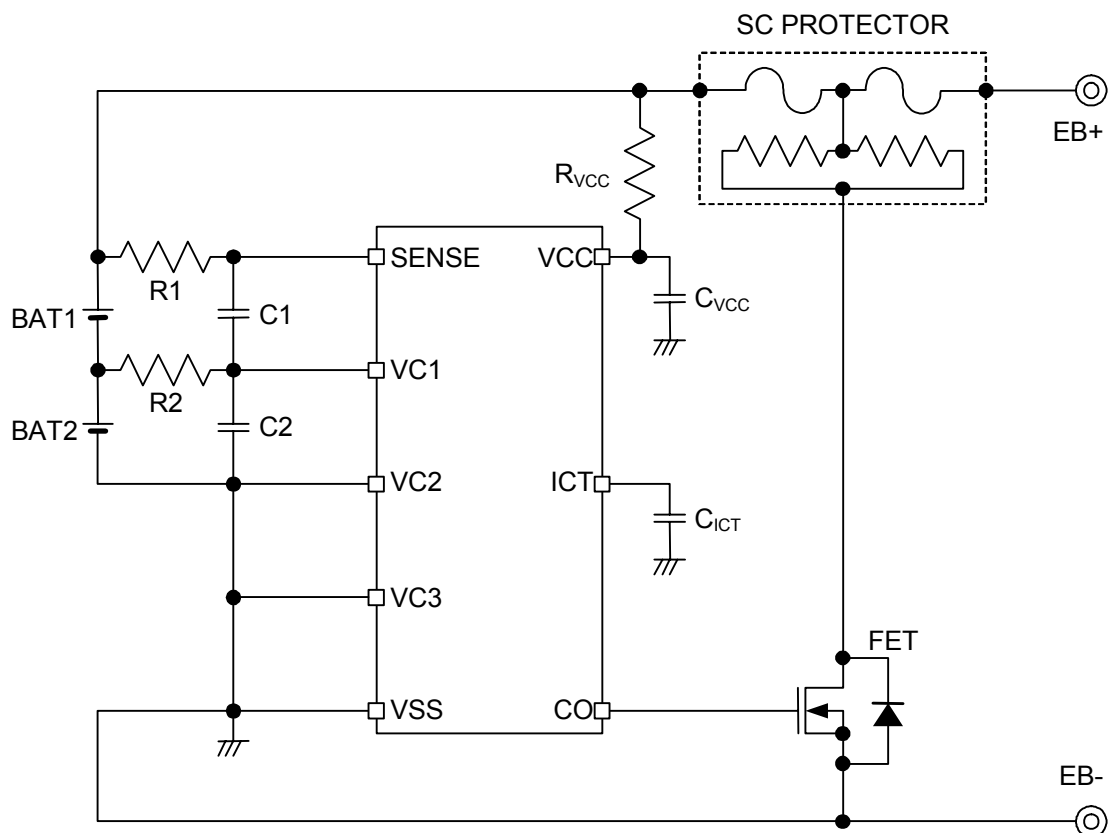 SC PROTECTOR
EB+
RVCC
SENSE
VCC
R1
BAT1
C1
CVCC
VC1
R2
BAT2
C2
VC2
ICT
CICT
VC3
FET
VSS
CO
EB-